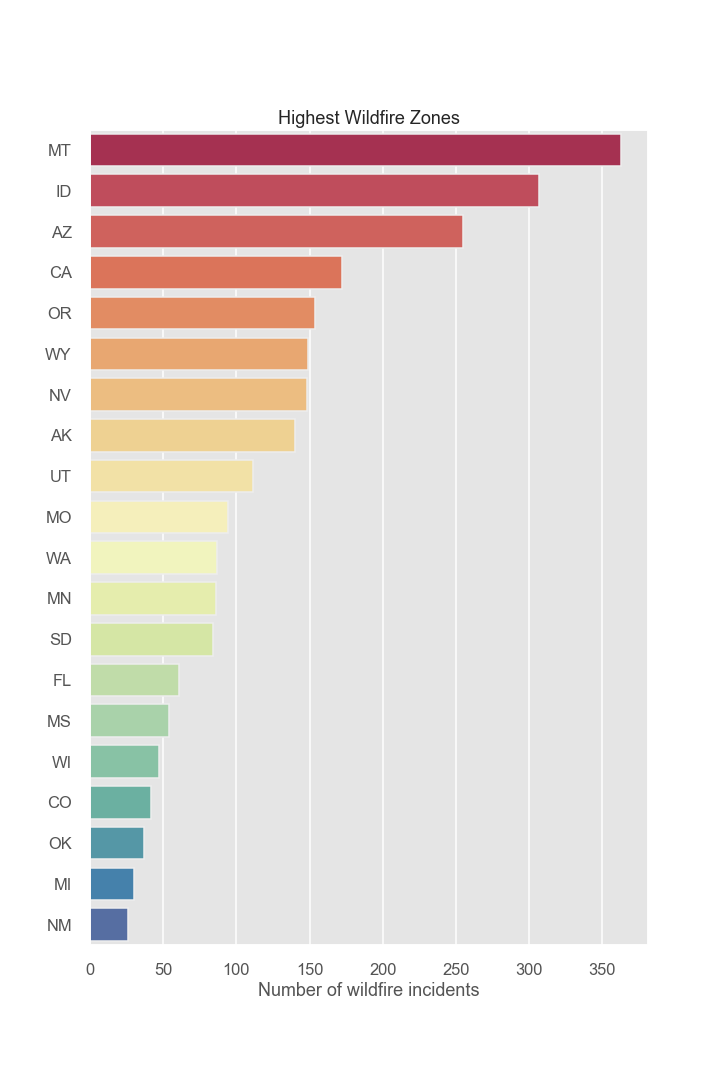 Highest Wildfire Zones
MT
ID
AZ
CA
OR
WY
NV
AK
UT
MO
WA
MN
SD
FL
MS
WI
CO
OK
MI
NM
0 50 100 150 200 250 300 350
Number of wildfire incidents